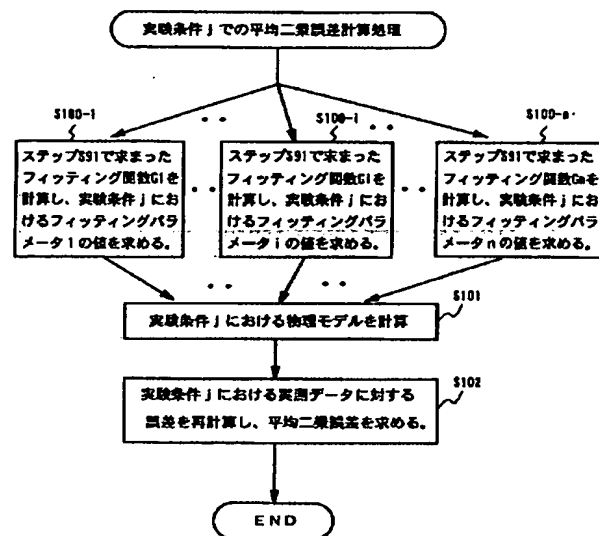 実験条件jでの平均二乗誤差計算処理
S100-1
S100-i
S100-n
ステップS91で求まった
フィッティング関数G1を
計算し、実験条件jにお
けるフィッティングパラ
メータ1の値を求める。
ステップS91で求まった
フィッティング関数Giを
計算し、実験条件jにお
けるフィッティングパラ
メータiの値を求める。
ステップS91で求まった
フィッティング関数Gnを
計算し、実験条件jにお
けるフィッティングパラ
メータnの値を求める。
S101
実験条件jにおける物理モデルを計算
S102
実験条件jにおける実測データに対する
誤差を再計算し、平均二乗誤差を求める。
END